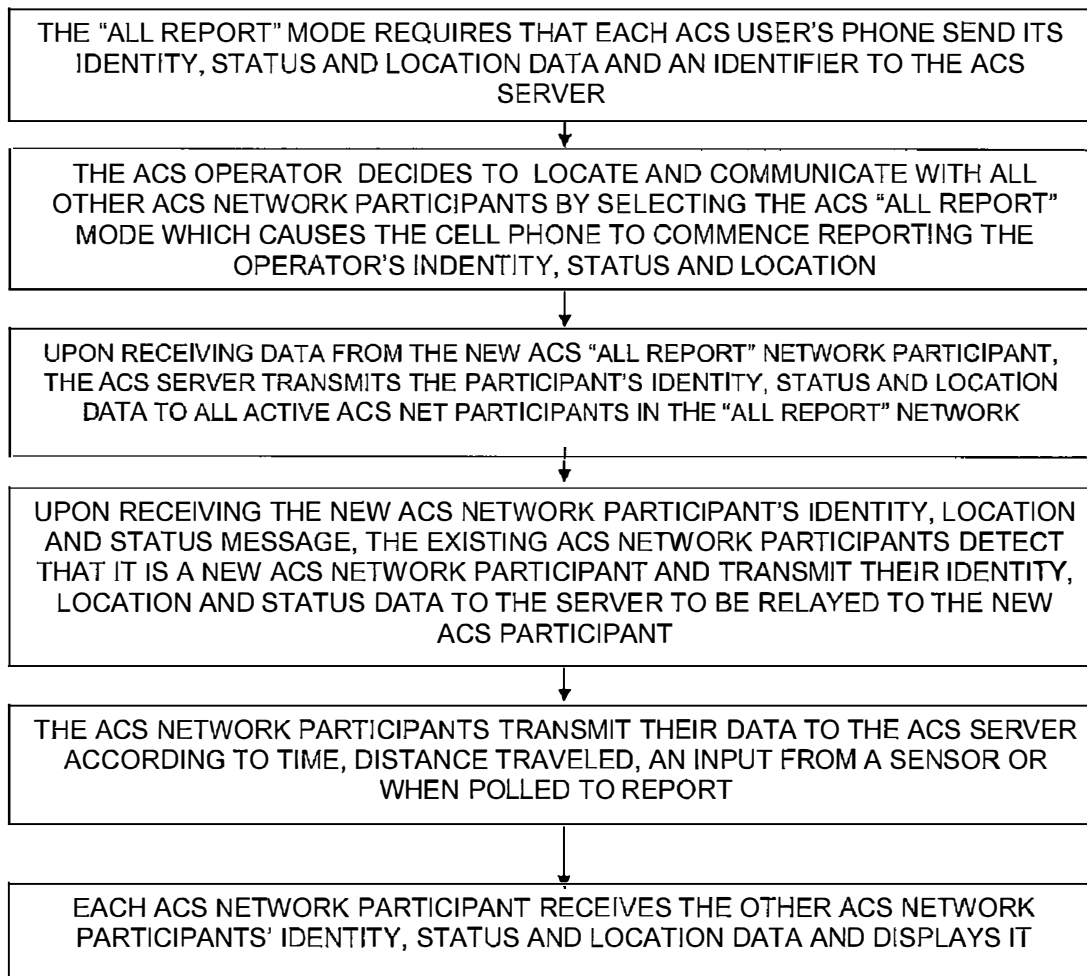 THE “ALL REPORT” MODE REQUIRES THAT EACH ACS USER’S PHONE SEND ITS
IDENTITY, STATUS AND LOCATION DATA AND AN IDENTIFIER TO THE ACS
SERVER
THE ACS OPERATOR DECIDES TO LOCATE AND COMMUNICATE WITH ALL
OTHER ACS NETWORK PARTICIPANTS BY SELECTING THE ACS “ALL REPORT”
MODE WHICH CAUSES THE CELL PHONE TO COMMENCE REPORTING THE
OPERATOR’S INDENTITY, STATUS AND LOCATION
UPON RECEIVING DATA FROM THE NEW ACS “ALL REPORT” NETWORK PARTICIPANT,
THE ACS SERVER TRANSMITS THE PARTICIPANT’S IDENTITY, STATUS AND LOCATION
DATA TO ALL ACTIVE ACS NET PARTICIPANTS IN THE “ALL REPORT” NETWORK
UPON RECEIVING THE NEW ACS NETWORK PARTICIPANT’S IDENTITY, LOCATION
AND STATUS MESSAGE, THE EXISTING ACS NETWORK PARTICIPANTS DETECT
THAT IT IS A NEW ACS NETWORK PARTICIPANT AND TRANSMIT THEIR IDENTITY,
LOCATION AND STATUS DATA TO THE SERVER TO BE RELAYED TO THE NEW
ACS PARTICIPANT
THE ACS NETWORK PARTICIPANTS TRANSMIT THEIR DATA TO THE ACS SERVER
ACCORDING TO TIME, DISTANCE TRAVELED, AN INPUT FROM A SENSOR OR
WHEN POLLED TO REPORT
EACH ACS NETWORK PARTICIPANT RECEIVES THE OTHER ACS NETWORK
PARTICIPANTS’ IDENTITY, STATUS AND LOCATION DATA AND DISPLAYS IT